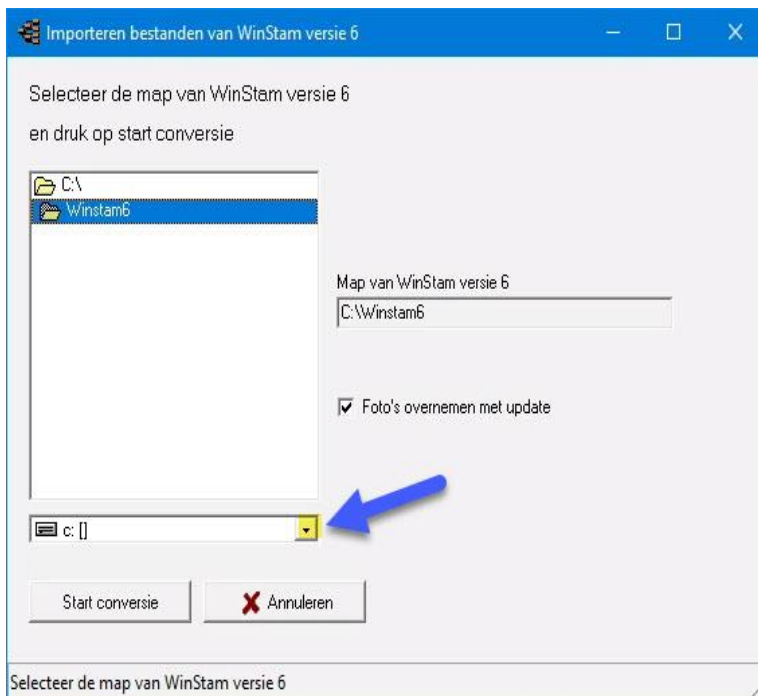 Importeren bestanden van WinStam versie 6
Selecteer de map van WinStam versie 6
en druk op start conversie
C:\
Winstam6
Map van WinStam versie 6
C:\Winstam6
Foto's overnemen met update
c: []
Start conversie
Annuleren
Selecteer de map van WinStam versie 6